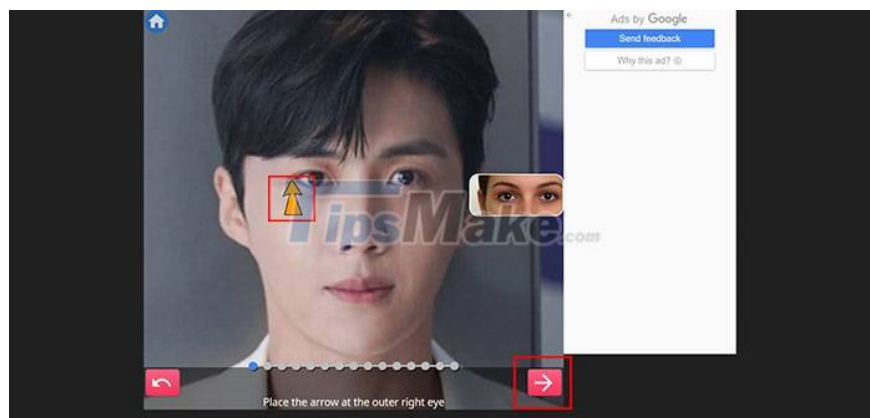 Ads by Google
Send feedback
Why this ad?
TipsMake.com
Place the arrow at the outer right eye